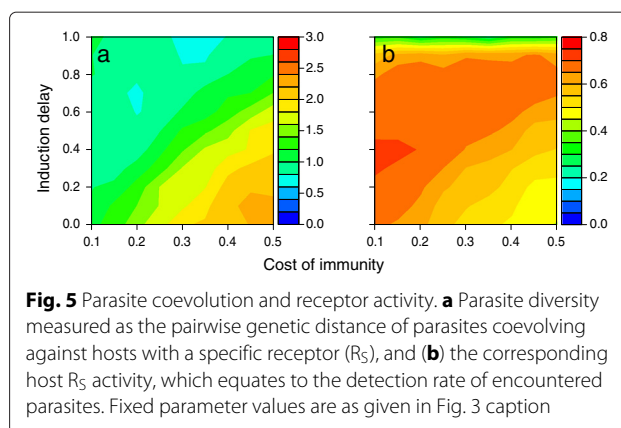 a
b
Induction delay
1.0
0.8
0.6
0.4
0.2
0.0
0.1 0.2 0.3 0.4 0.5
3.0
2.5
2.0
1.5
1.0
0.5
0.0
0.1 0.2 0.3 0.4 0.5
0.8
0.6
0.4
0.2
0.0
Cost of immunity
Fig. 5 Parasite coevolution and receptor activity. a Parasite diversity
measured as the pairwise genetic distance of parasites coevolving
against hosts with a specific receptor (RS), and (b) the corresponding
host RS activity, which equates to the detection rate of encountered
parasites. Fixed parameter values are as given in Fig. 3 caption